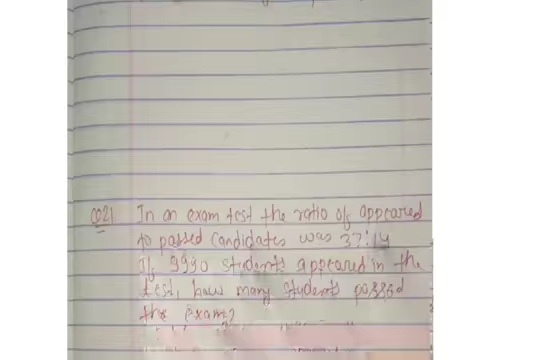 Q21 In an exam test the ratio of appeared
to passed candidates was 37:14
If 9990 students appeared in the
test, how many students passed
the exam?